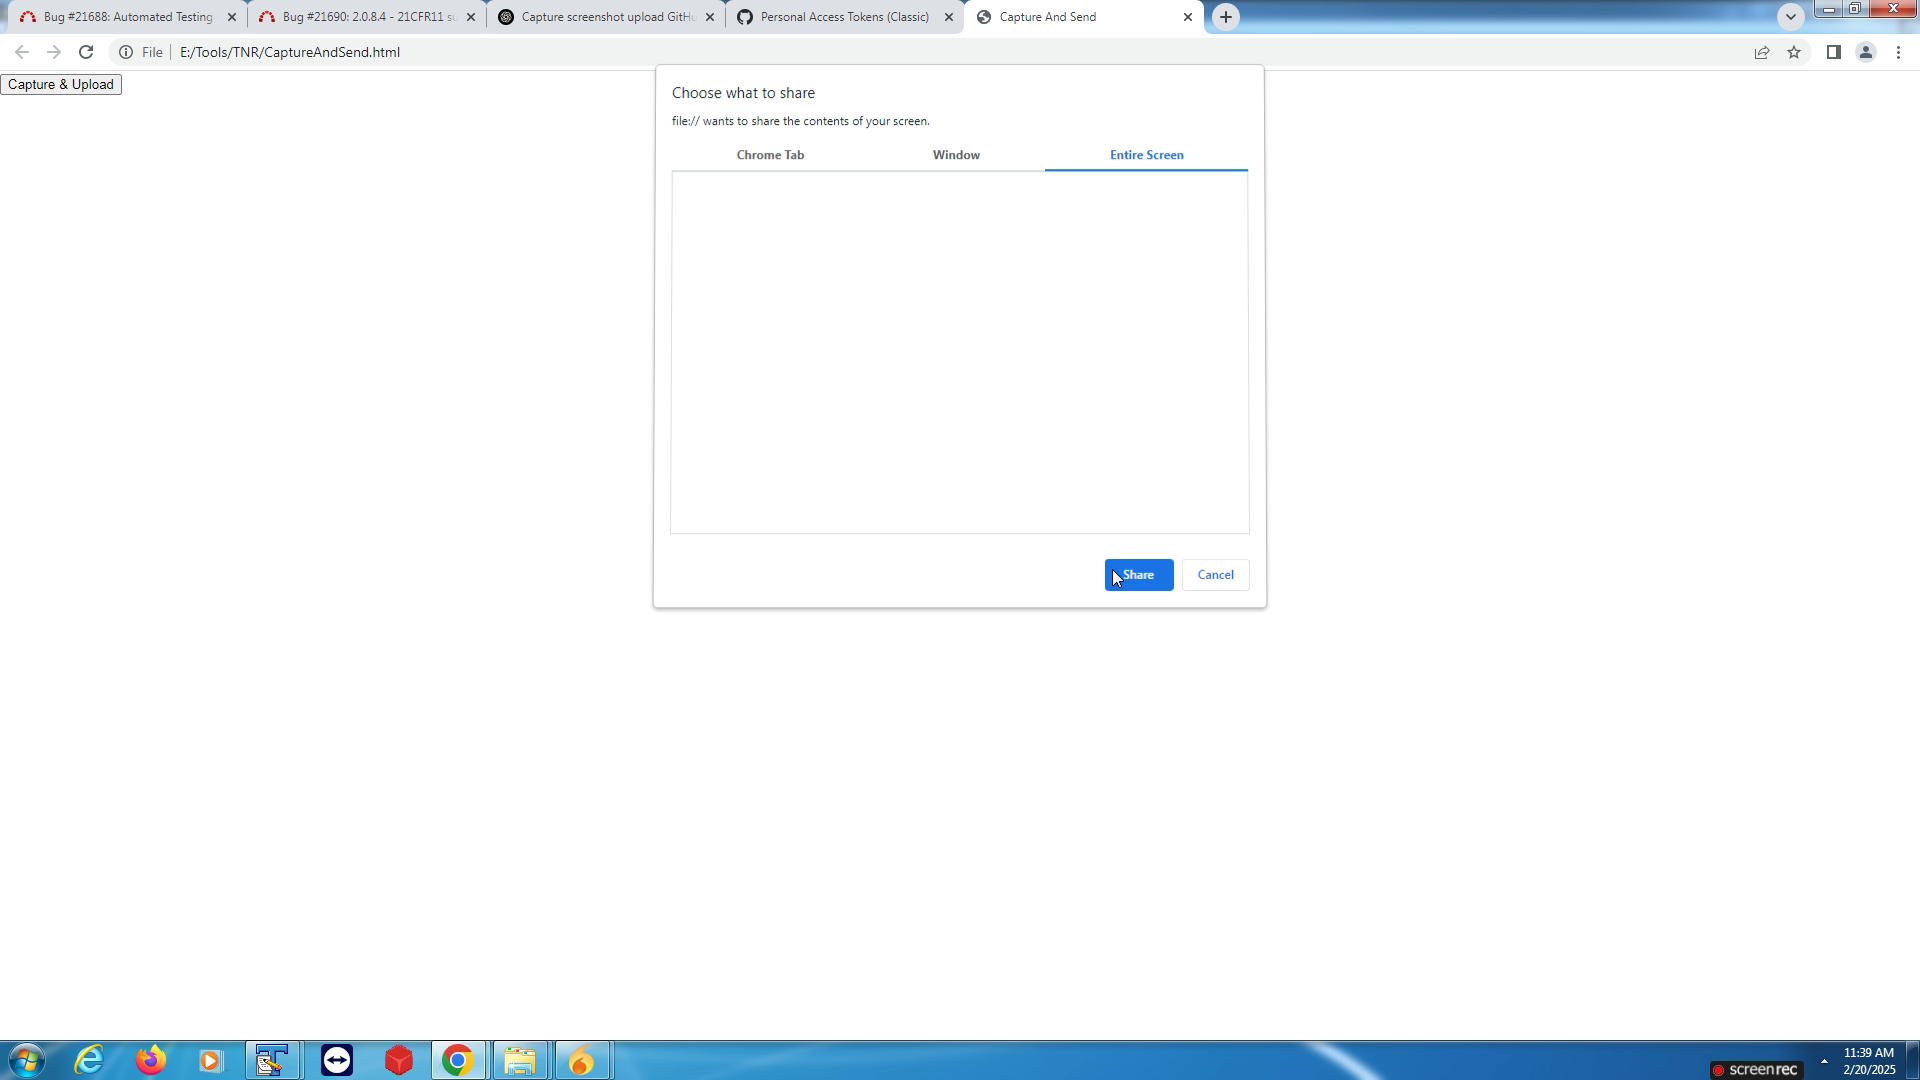 Bug #21688: Automated Testing
Bug #21690: 2.0.8.4 - 21CFR11 su
Capture screenshot upload GitHu
Personal Access Tokens (Classic)
Capture And Send
File
E:/Tools/TNR/CaptureAndSend.html
Capture & Upload
Choose what to share
file:// wants to share the contents of your screen.
Chrome Tab
Window
Entire Screen
Share
Cancel
screenrec
11:39 AM
2/20/2025